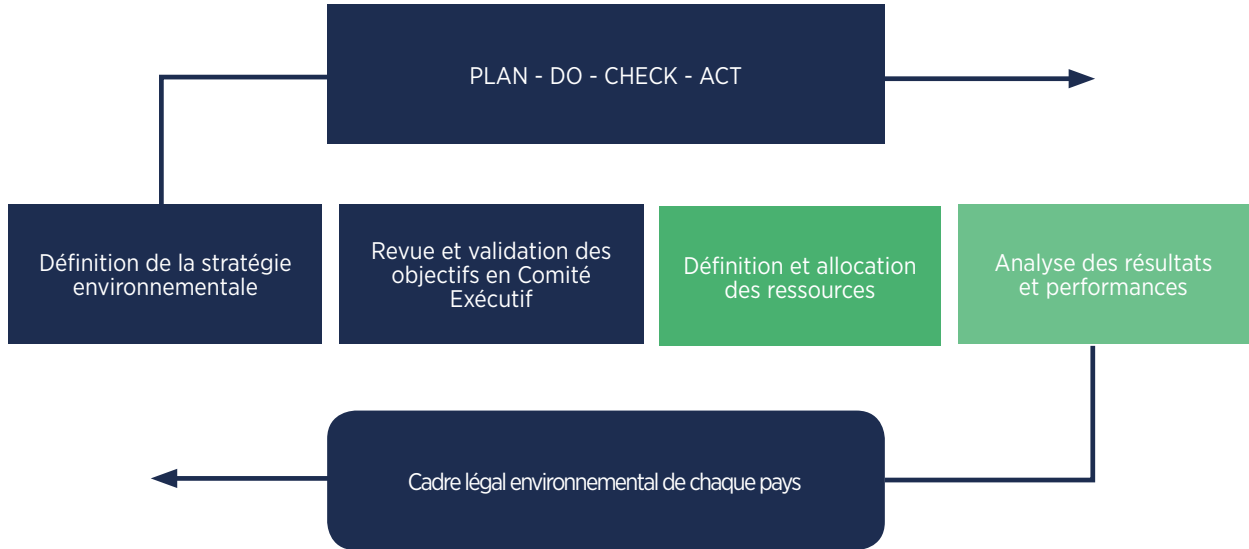 PLAN - DO - CHECK - ACT
Définition de la stratégie
environnementale
Revue et validation des
objectifs en Comité
Exécutif
Définition et allocation
des ressources
Analyse des résultats
et performances
Cadre légal environnemental de chaque pays